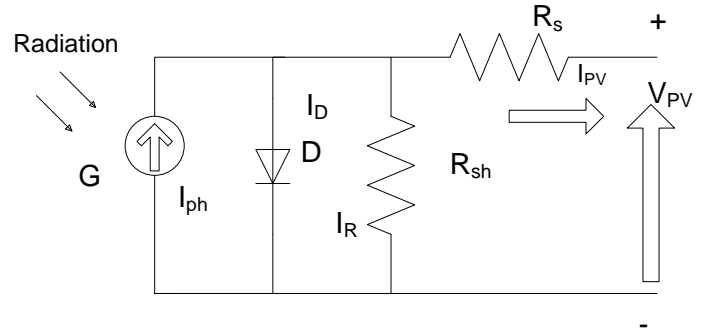 R_s
+
Radiation
I_PV
V_PV
I_D
D
R_sh
G
I_ph
I_R
-